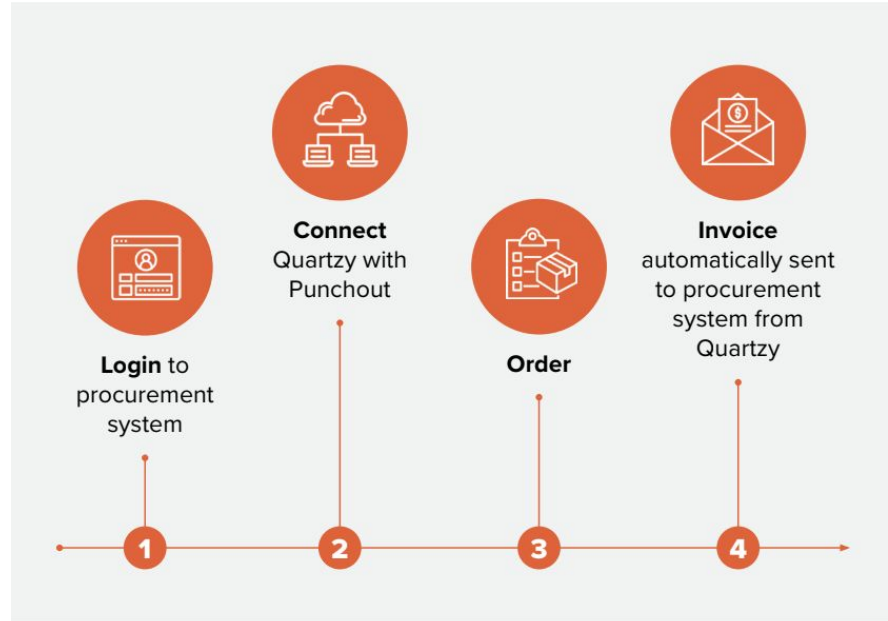 Login to
procurement
system
1
Connect
Quartzy with
Punchout
2
Order
3
Invoice
automatically sent
to procurement
system from
Quartzy
4
$